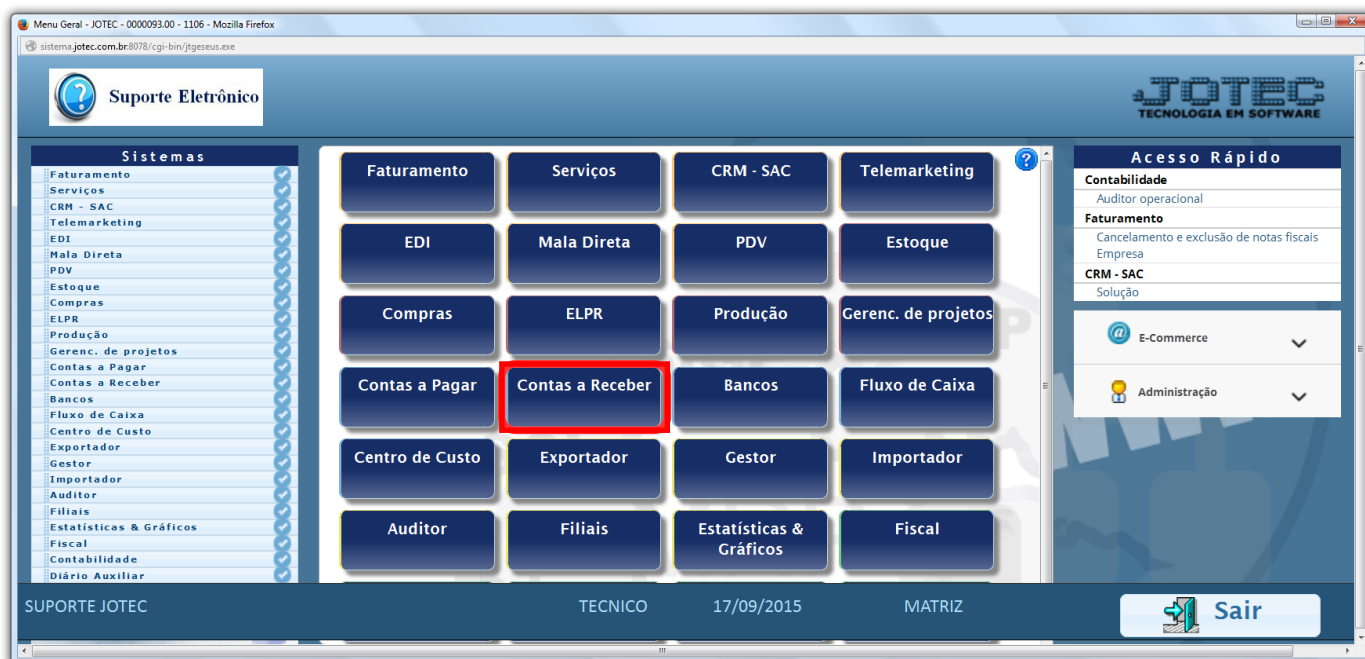 Menu Geral - JOTEC - 0000093.00 - 1106 - Mozilla Firefox
sistema.jotec.com.br:8078/cgi-bin/jtgeseus.exe
Suporte Eletrônico
JOTEC
TECNOLOGIA EM SOFTWARE
Sistemas
Faturamento
Serviços
CRM - SAC
Telemarketing
EDI
Mala Direta
PDV
Estoque
Compras
ELPR
Produção
Gerenc. de projetos
Contas a Pagar
Contas a Receber
Bancos
Fluxo de Caixa
Centro de Custo
Exportador
Gestor
Importador
Auditor
Filiais
Estatísticas & Gráficos
Fiscal
Contabilidade
Diário Auxiliar
Faturamento
Serviços
CRM - SAC
Telemarketing
EDI
Mala Direta
PDV
Estoque
Compras
ELPR
Produção
Gerenc. de projetos
Contas a Pagar
Contas a Receber
Bancos
Fluxo de Caixa
Centro de Custo
Exportador
Gestor
Importador
Auditor
Filiais
Estatísticas &
Gráficos
Fiscal
Acesso Rápido
Contabilidade
Auditor operacional
Faturamento
Cancelamento e exclusão de notas fiscais
Empresa
CRM - SAC
Solução
E-Commerce
Administração
SUPORTE JOTEC
TECNICO
17/09/2015
MATRIZ
Sair